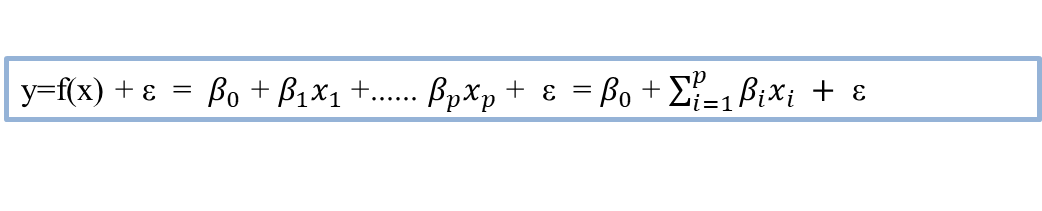 y=f(x) + ε = β₀ + β₁x₁ +...... βₚxₚ + ε = β₀ + ∑ᵢ₌₁ᵖ βᵢxᵢ + ε